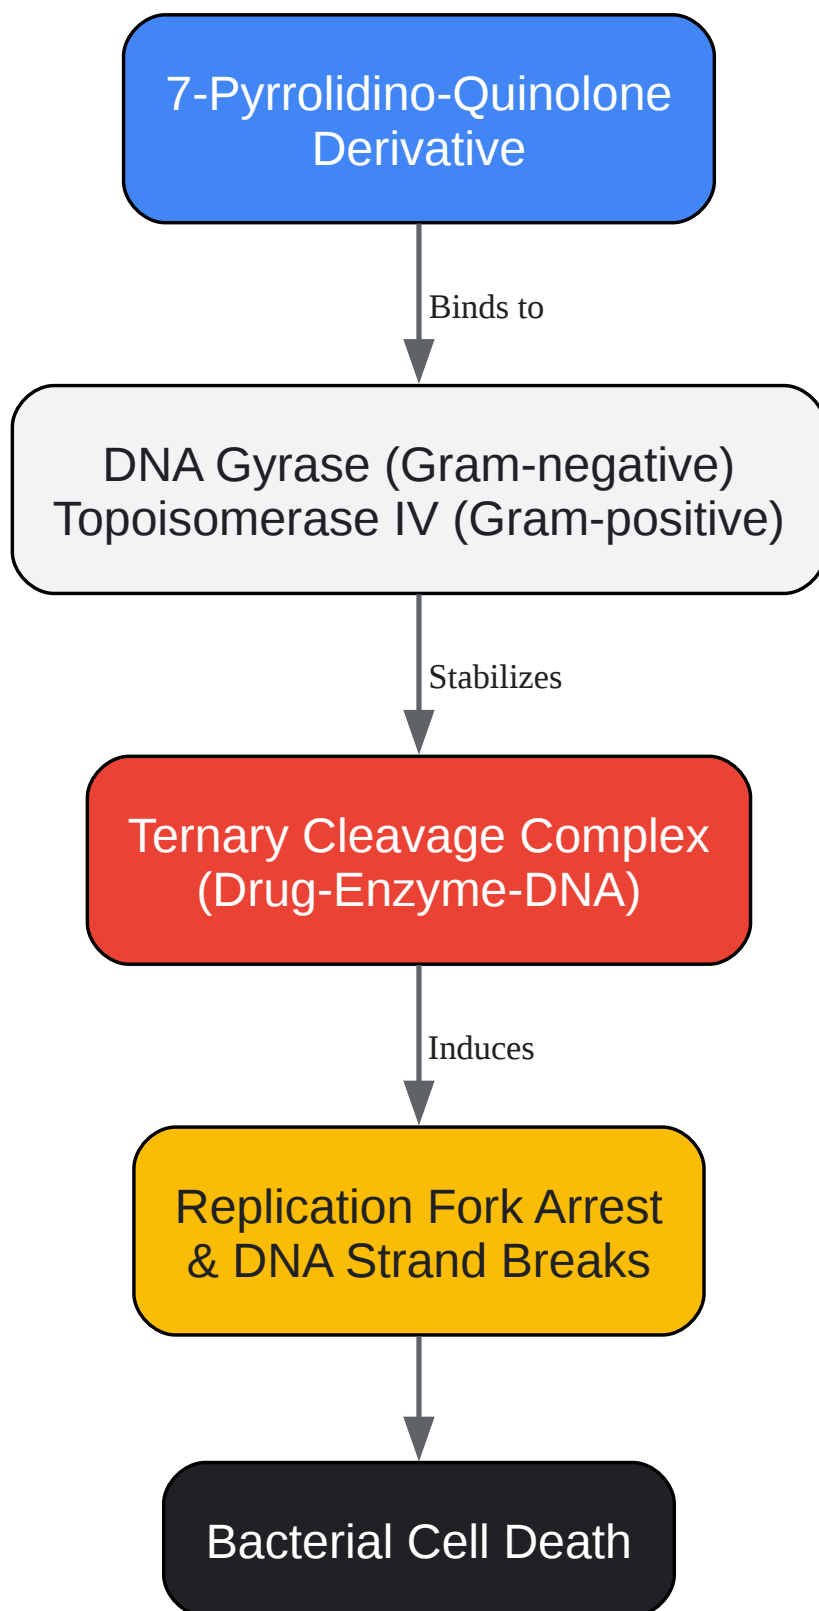 7-Pyrrolidino-Quinolone
Derivative
Binds to
DNA Gyrase (Gram-negative)
Topoisomerase IV (Gram-positive)
Stabilizes
Ternary Cleavage Complex
(Drug-Enzyme-DNA)
Induces
Replication Fork Arrest
& DNA Strand Breaks
Bacterial Cell Death